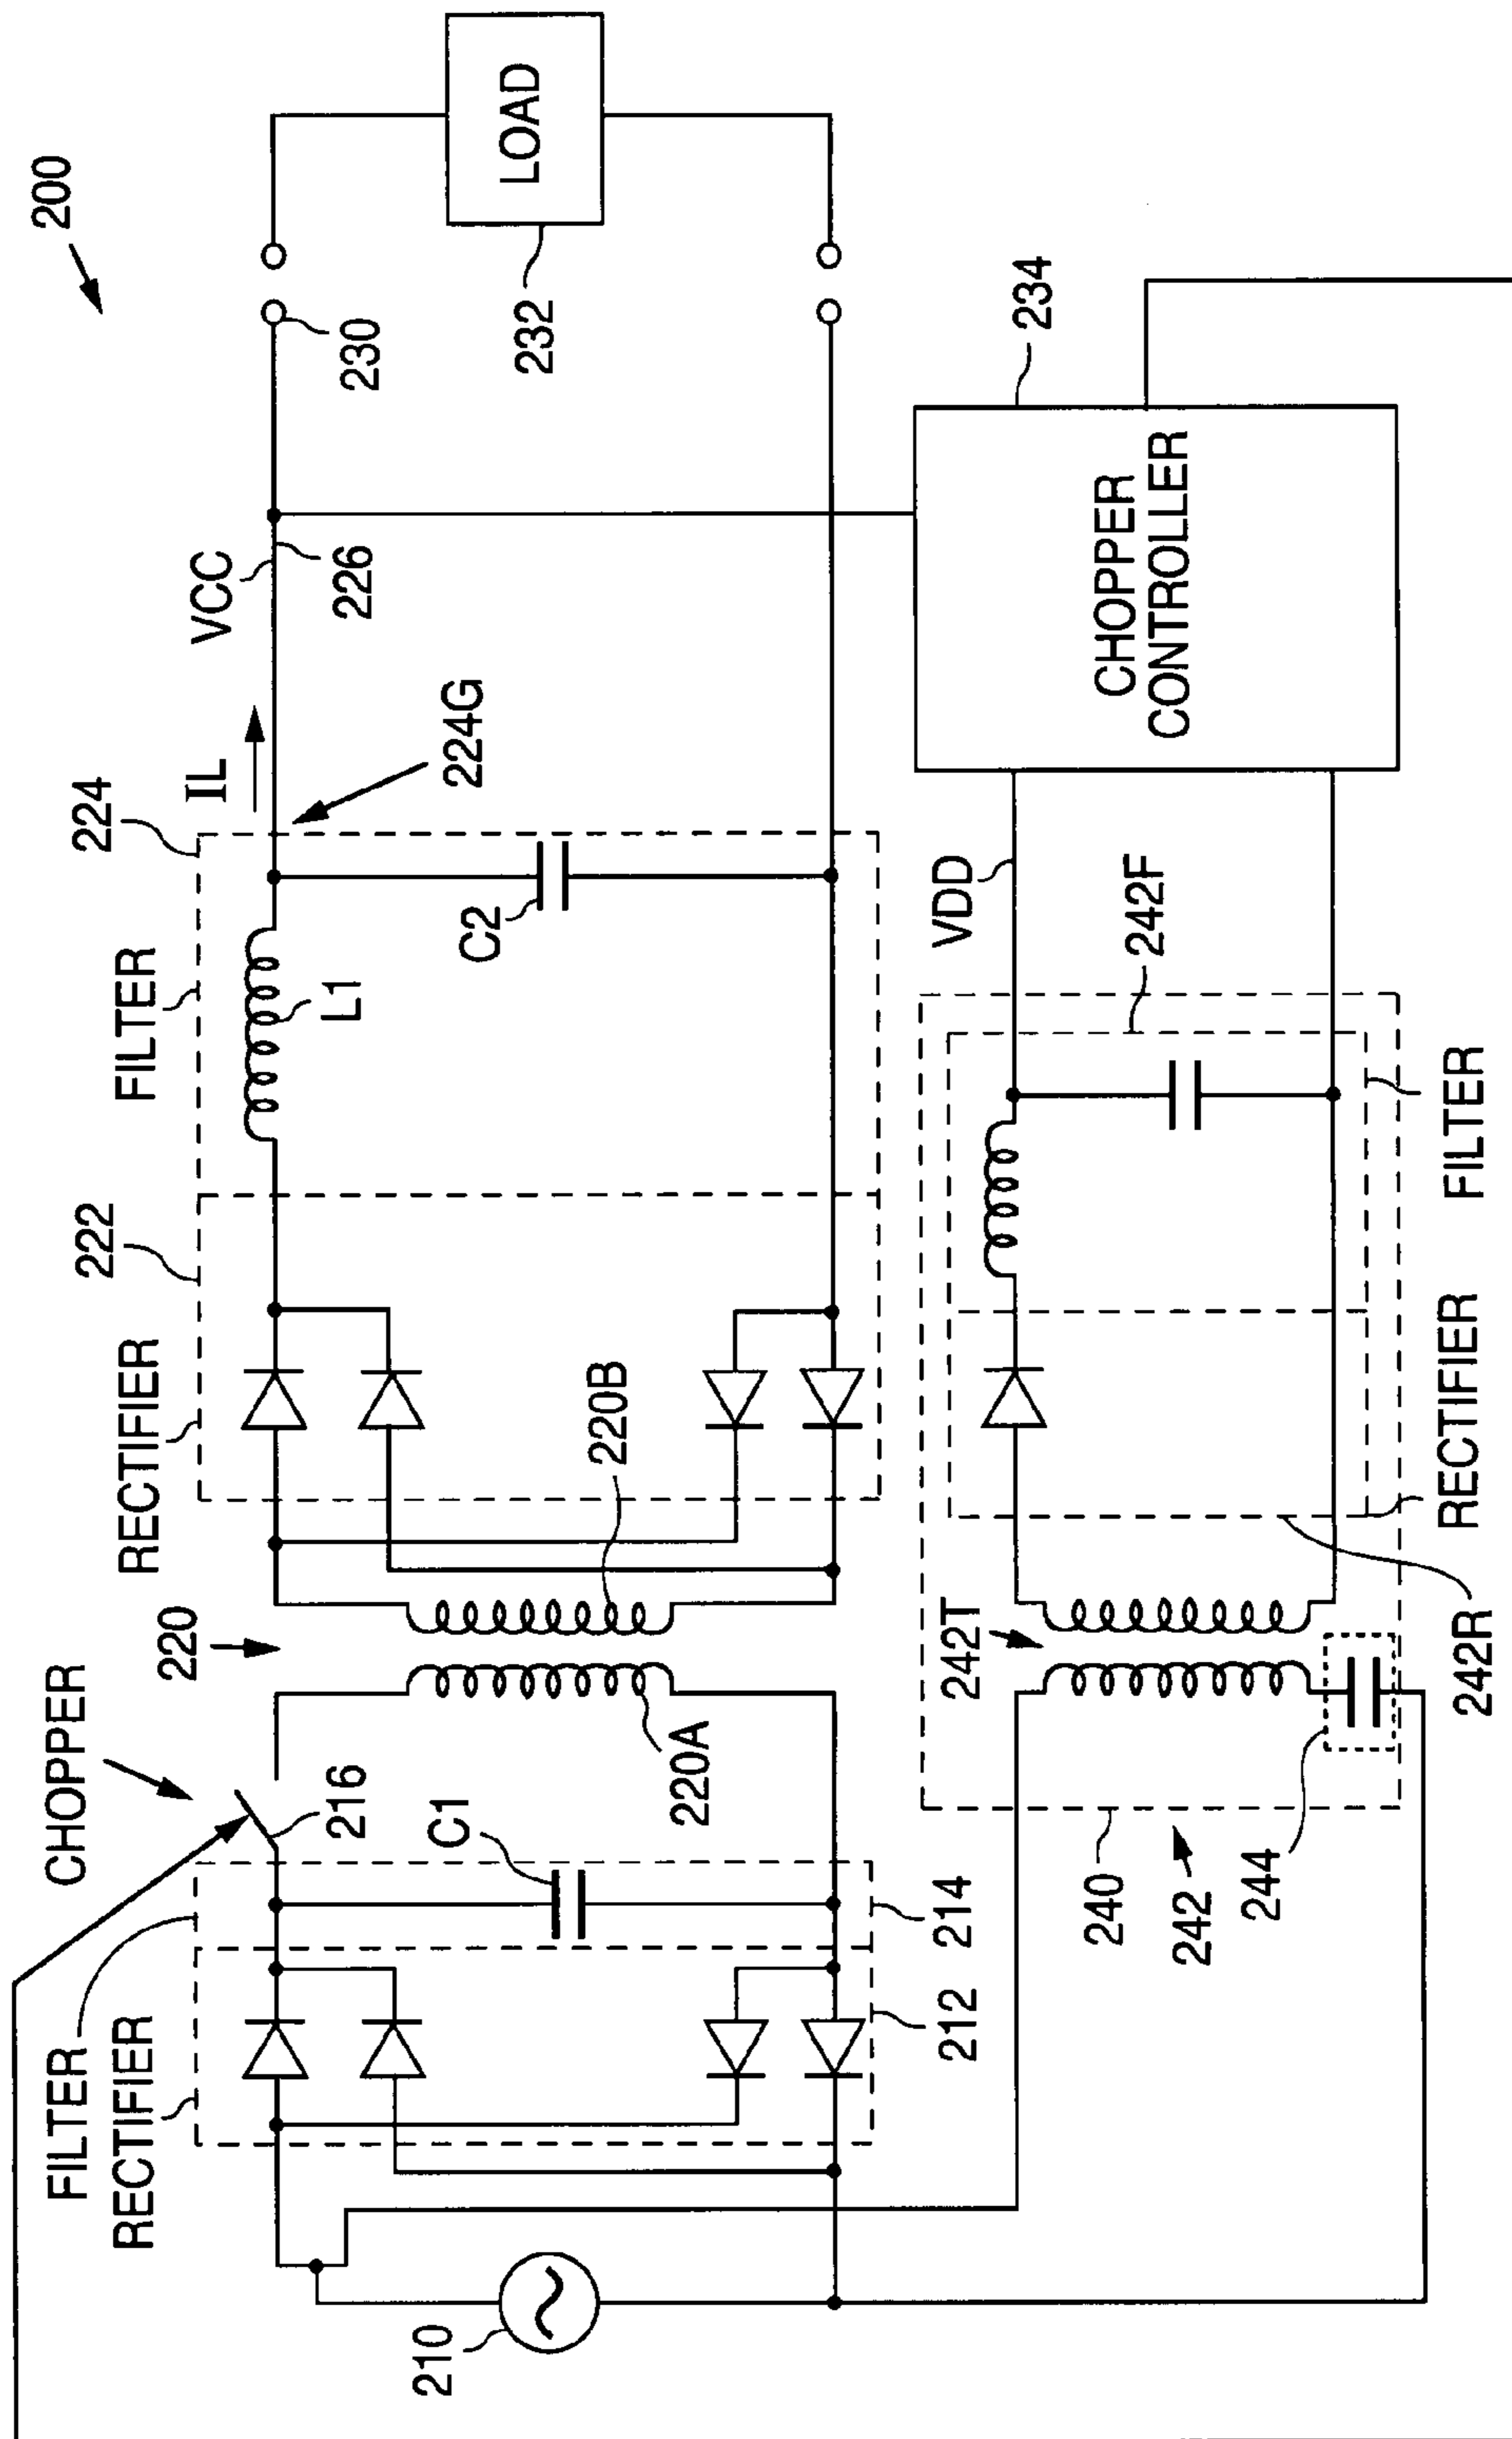 200
CHOPPER
FILTER
RECTIFIER
216
C1
214
212
210
220
220A
220B
RECTIFIER
222
FILTER
224
L1
C2
IL
224G
VCC
226
230
LOAD
232
234
CHOPPER
CONTROLLER
VDD
242F
FILTER
RECTIFIER
242R
242T
244
242
240